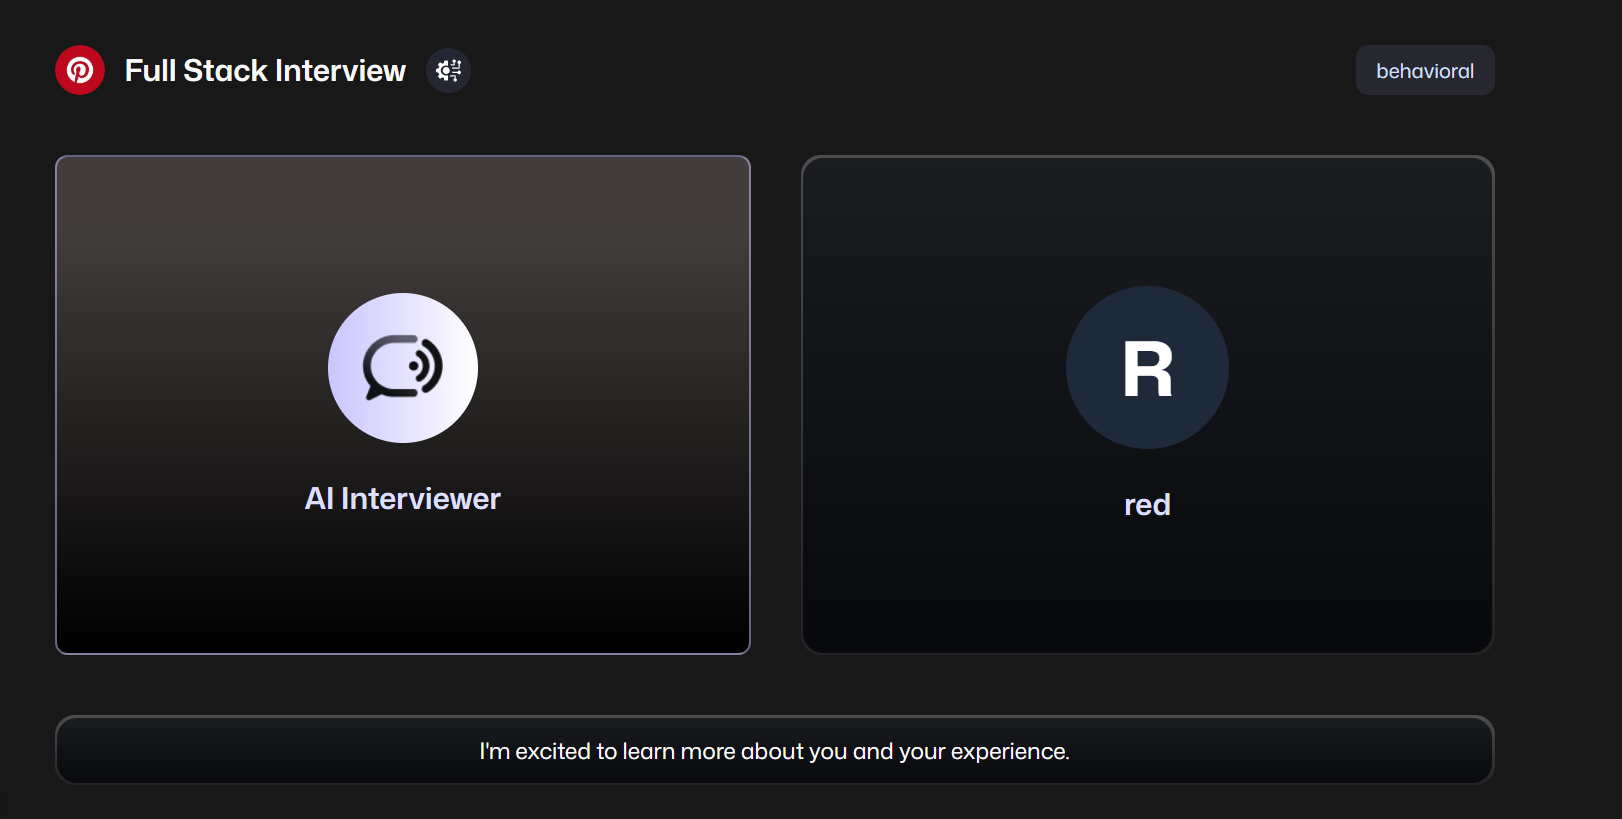 Full Stack Interview
behavioral
AI Interviewer
R
red
I'm excited to learn more about you and your experience.